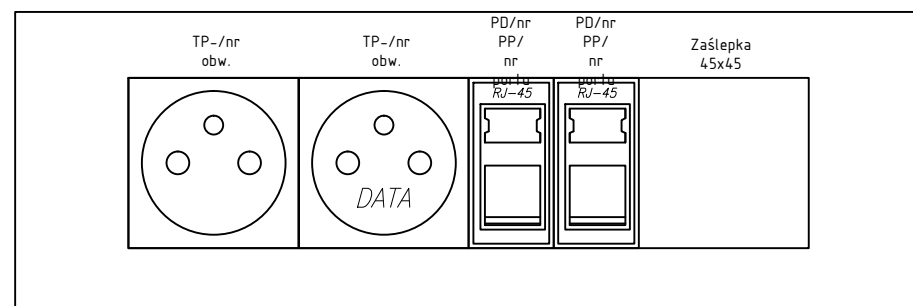 TP-/nr
obw.
TP-/nr
obw.
PD/nr
PP/
nr
portu
RJ-45
PD/nr
PP/
nr
portu
RJ-45
Zaślepka
45x45
DATA